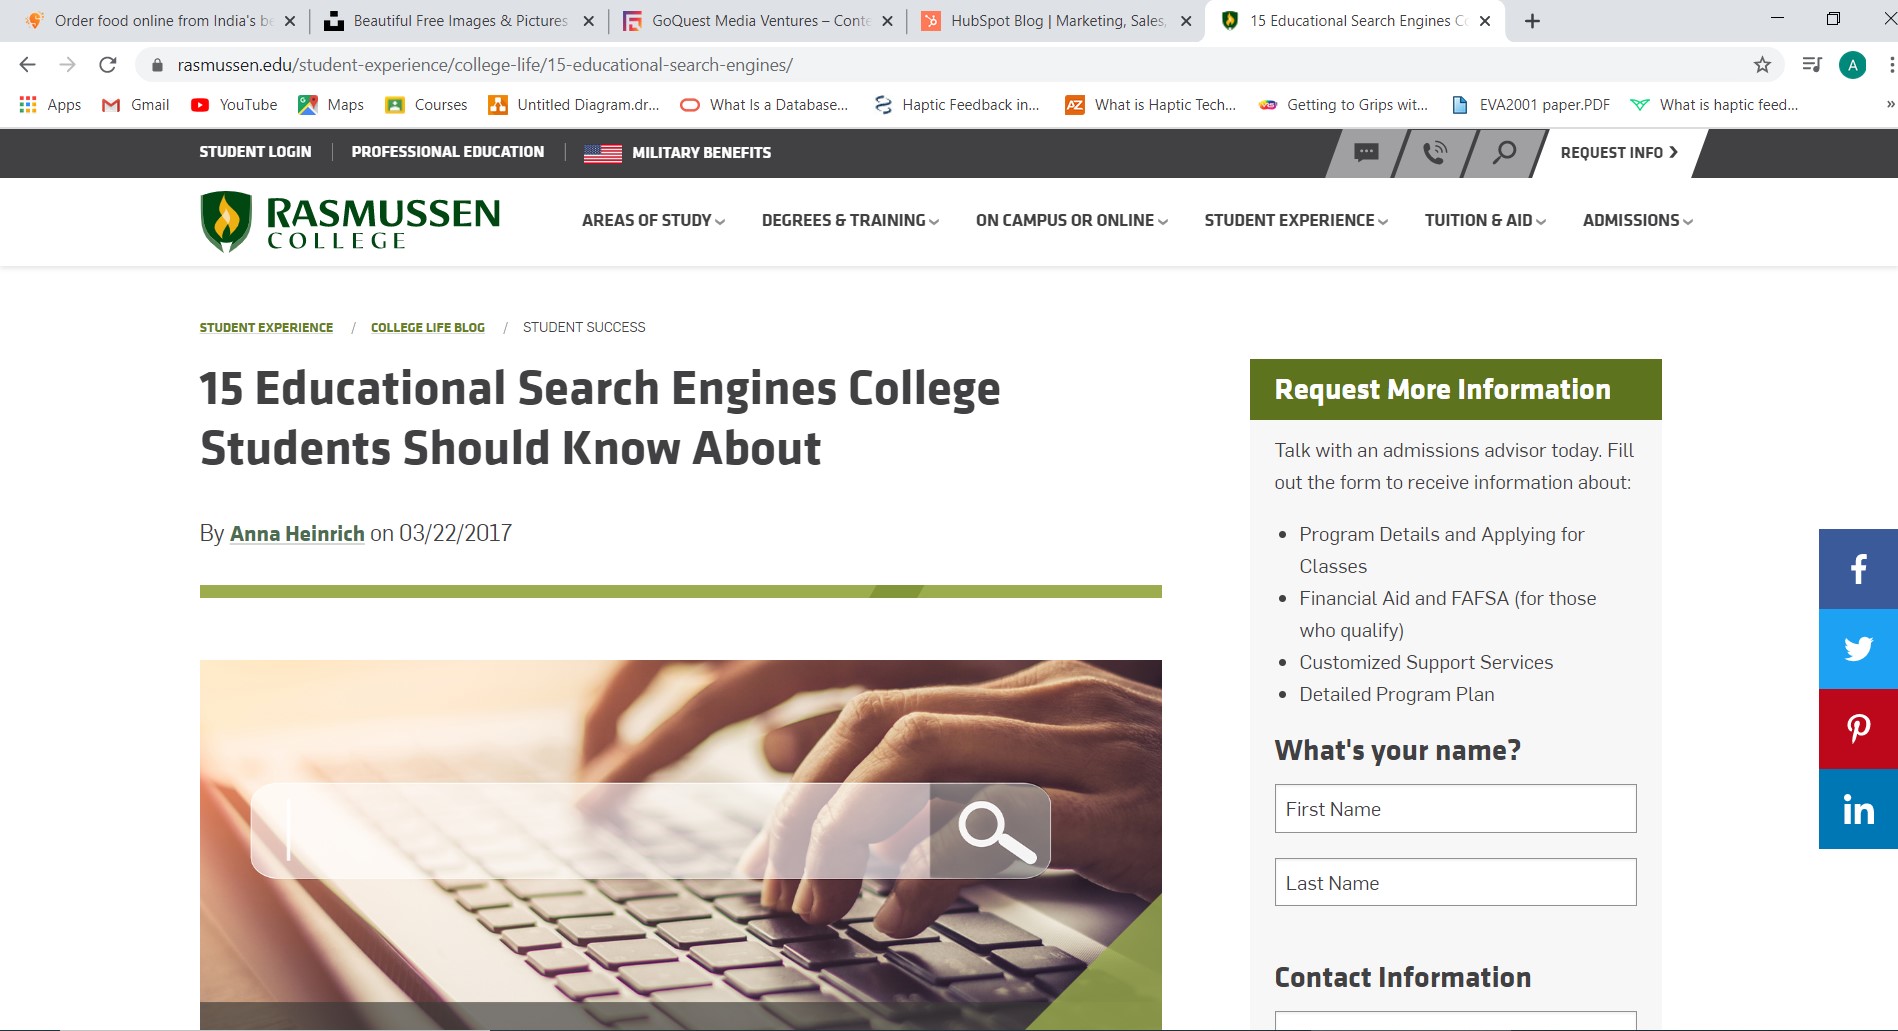 Order food online from India's be
Beautiful Free Images & Pictures
GoQuest Media Ventures – Conte
HubSpot Blog | Marketing, Sales,
15 Educational Search Engines Co
rasmussen.edu/student-experience/college-life/15-educational-search-engines/
A
Apps
Gmail
YouTube
Maps
Courses
Untitled Diagram.dr...
What Is a Database...
Haptic Feedback in...
What is Haptic Tech...
Getting to Grips wit...
EVA2001 paper.PDF
What is haptic feed...
»
STUDENT LOGIN
PROFESSIONAL EDUCATION
MILITARY BENEFITS
REQUEST INFO
RASMUSSEN
COLLEGE
AREAS OF STUDY
DEGREES & TRAINING
ON CAMPUS OR ONLINE
STUDENT EXPERIENCE
TUITION & AID
ADMISSIONS
STUDENT EXPERIENCE / COLLEGE LIFE BLOG / STUDENT SUCCESS
15 Educational Search Engines College
Students Should Know About
By Anna Heinrich on 03/22/2017
Request More Information
Talk with an admissions advisor today. Fill
out the form to receive information about:
Program Details and Applying for
Classes
Financial Aid and FAFSA (for those
who qualify)
Customized Support Services
Detailed Program Plan
What's your name?
First Name
Last Name
Contact Information